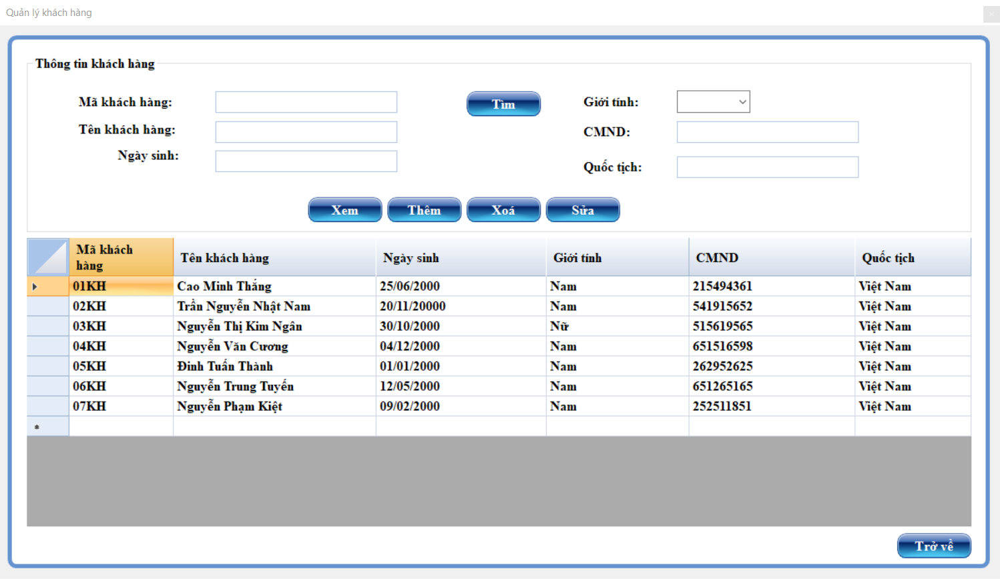 Quản lý khách hàng
Thông tin khách hàng
Mã khách hàng: Tìm Giới tính:
Tên khách hàng: CMND:
Ngày sinh: Quốc tịch:
Xem Thêm Xoá Sửa
Mã khách hàng Tên khách hàng Ngày sinh Giới tính CMND Quốc tịch
01KH Cao Minh Thắng 25/06/2000 Nam 215494361 Việt Nam
02KH Trần Nguyễn Nhật Nam 20/11/20000 Nam 541915652 Việt Nam
03KH Nguyễn Thị Kim Ngân 30/10/2000 Nữ 515619565 Việt Nam
04KH Nguyễn Văn Cương 04/12/2000 Nam 651516598 Việt Nam
05KH Đinh Tuấn Thành 01/01/2000 Nam 262952625 Việt Nam
06KH Nguyễn Trung Tuyến 12/05/2000 Nam 651265165 Việt Nam
07KH Nguyễn Phạm Kiệt 09/02/2000 Nam 252511851 Việt Nam
Trở về